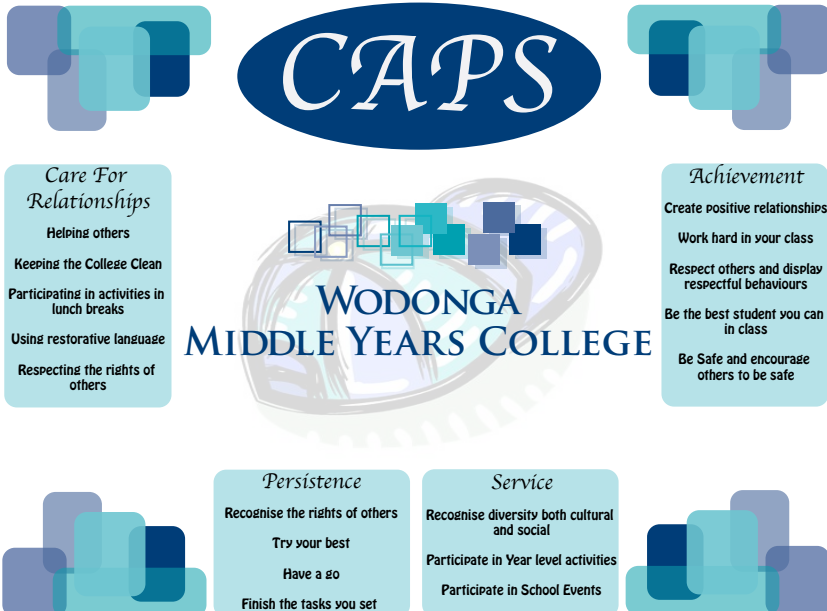 CAPS
Care For
Relationships
Helping others
Keeping the College Clean
Participating in activities in
lunch breaks
Using restorative language
Respecting the rights of
others
WODONGA
MIDDLE YEARS COLLEGE
Achievement
Create positive relationships
Work hard in your class
Respect others and display
respectful behaviours
Be the best student you can
in class
Be Safe and encourage
others to be safe
Persistence
Recognise the rights of others
Try your best
Have a go
Finish the tasks you set
Service
Recognise diversity both cultural
and social
Participate in Year level activities
Participate in School Events